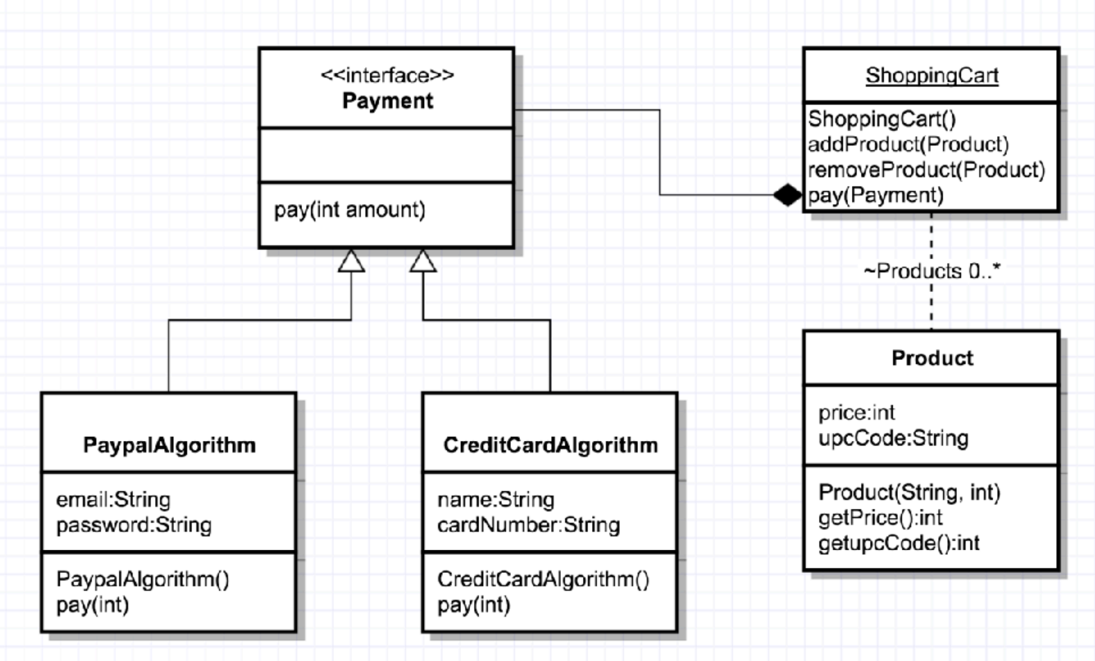 <<interface>>
Payment
pay(int amount)
ShoppingCart
ShoppingCart()
addProduct(Product)
removeProduct(Product)
pay(Payment)
~Products 0..*
Product
price:int
upcCode:String
Product(String, int)
getPrice():int
getupcCode():int
PaypalAlgorithm
email:String
password:String
PaypalAlgorithm()
pay(int)
CreditCardAlgorithm
name:String
cardNumber:String
CreditCardAlgorithm()
pay(int)